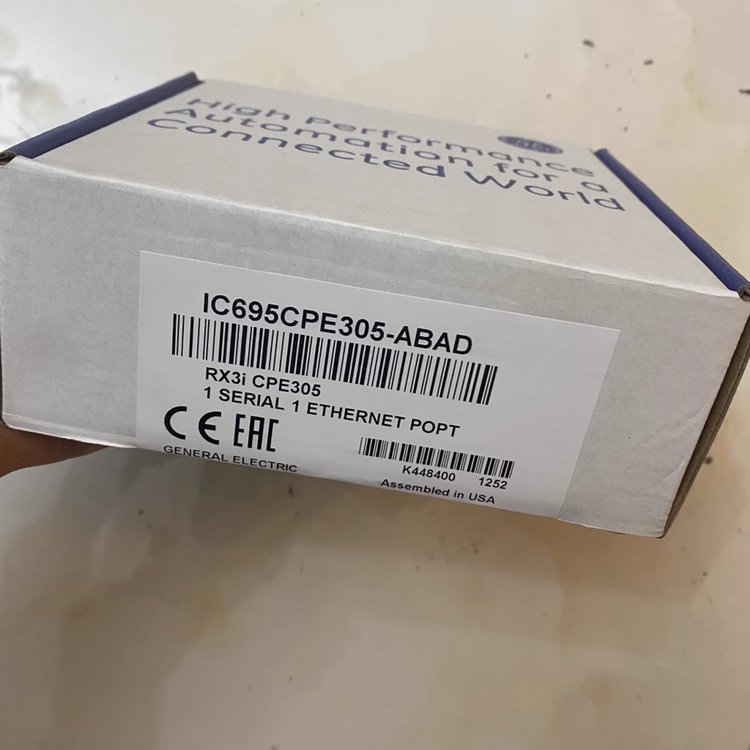 High Performance
Automation for a
Connected World
IC695CPE305-ABAD
RX3i CPE305
1 SERIAL 1 ETHERNET POPT
CE EAC
GENERAL ELECTRIC
K448400 1252
Assembled in USA